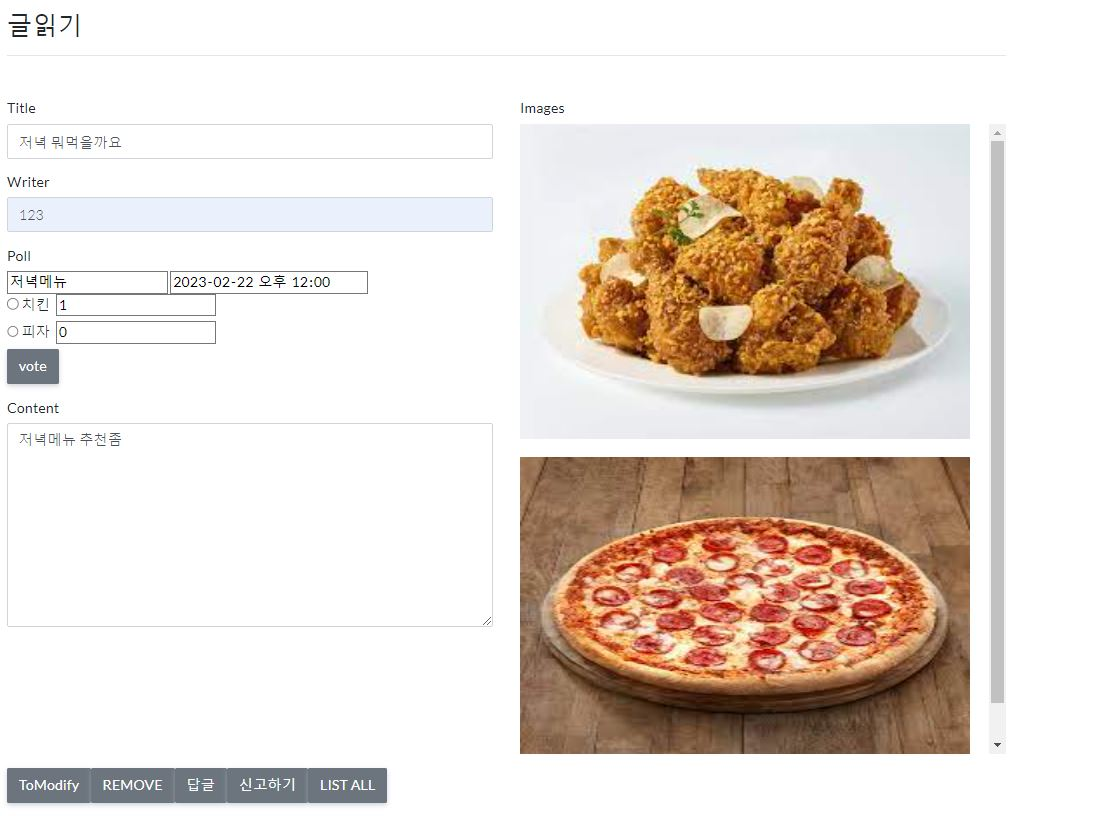 글읽기
Title
저녁 뭐먹을까요
Writer
123
Poll
저녁메뉴 2023-02-22 오후 12:00
치킨 1
피자 0
vote
Content
저녁메뉴 추천좀
Images
ToModify REMOVE 답글 신고하기 LIST ALL